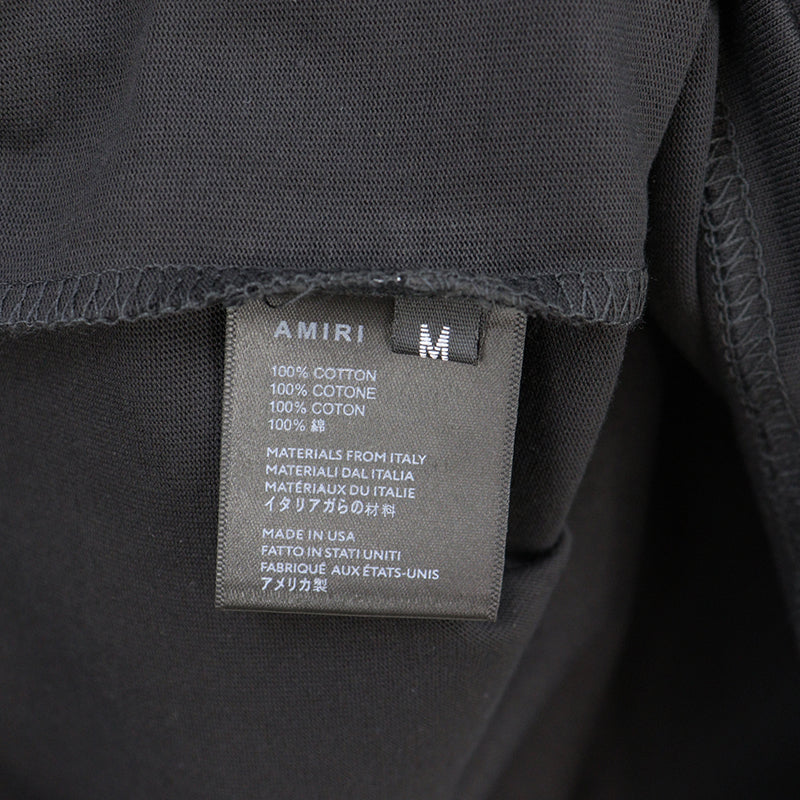 AMIRI
M
100% COTTON
100% COTONE
100% COTON
100% 綿
MATERIALS FROM ITALY
MATERIALI DAL ITALIA
MATÉRIAUX DU ITALIE
イタリアガらの材料
MADE IN USA
FATTO IN STATI UNITI
FABRIQUÉ AUX ÉTATS-UNIS
アメリカ製